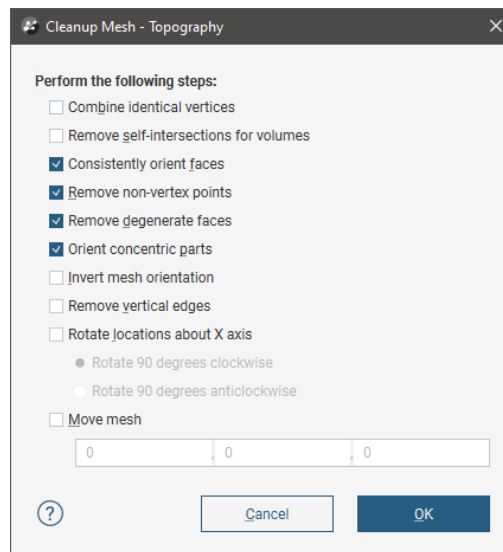 Cleanup Mesh - Topography
Perform the following steps:
Combine identical vertices
Remove self-intersections for volumes
Consistently orient faces
Remove non-vertex points
Remove degenerate faces
Orient concentric parts
Invert mesh orientation
Remove vertical edges
Rotate locations about X axis
Rotate 90 degrees clockwise
Rotate 90 degrees anticlockwise
Move mesh
0 , 0 , 0
? Cancel OK